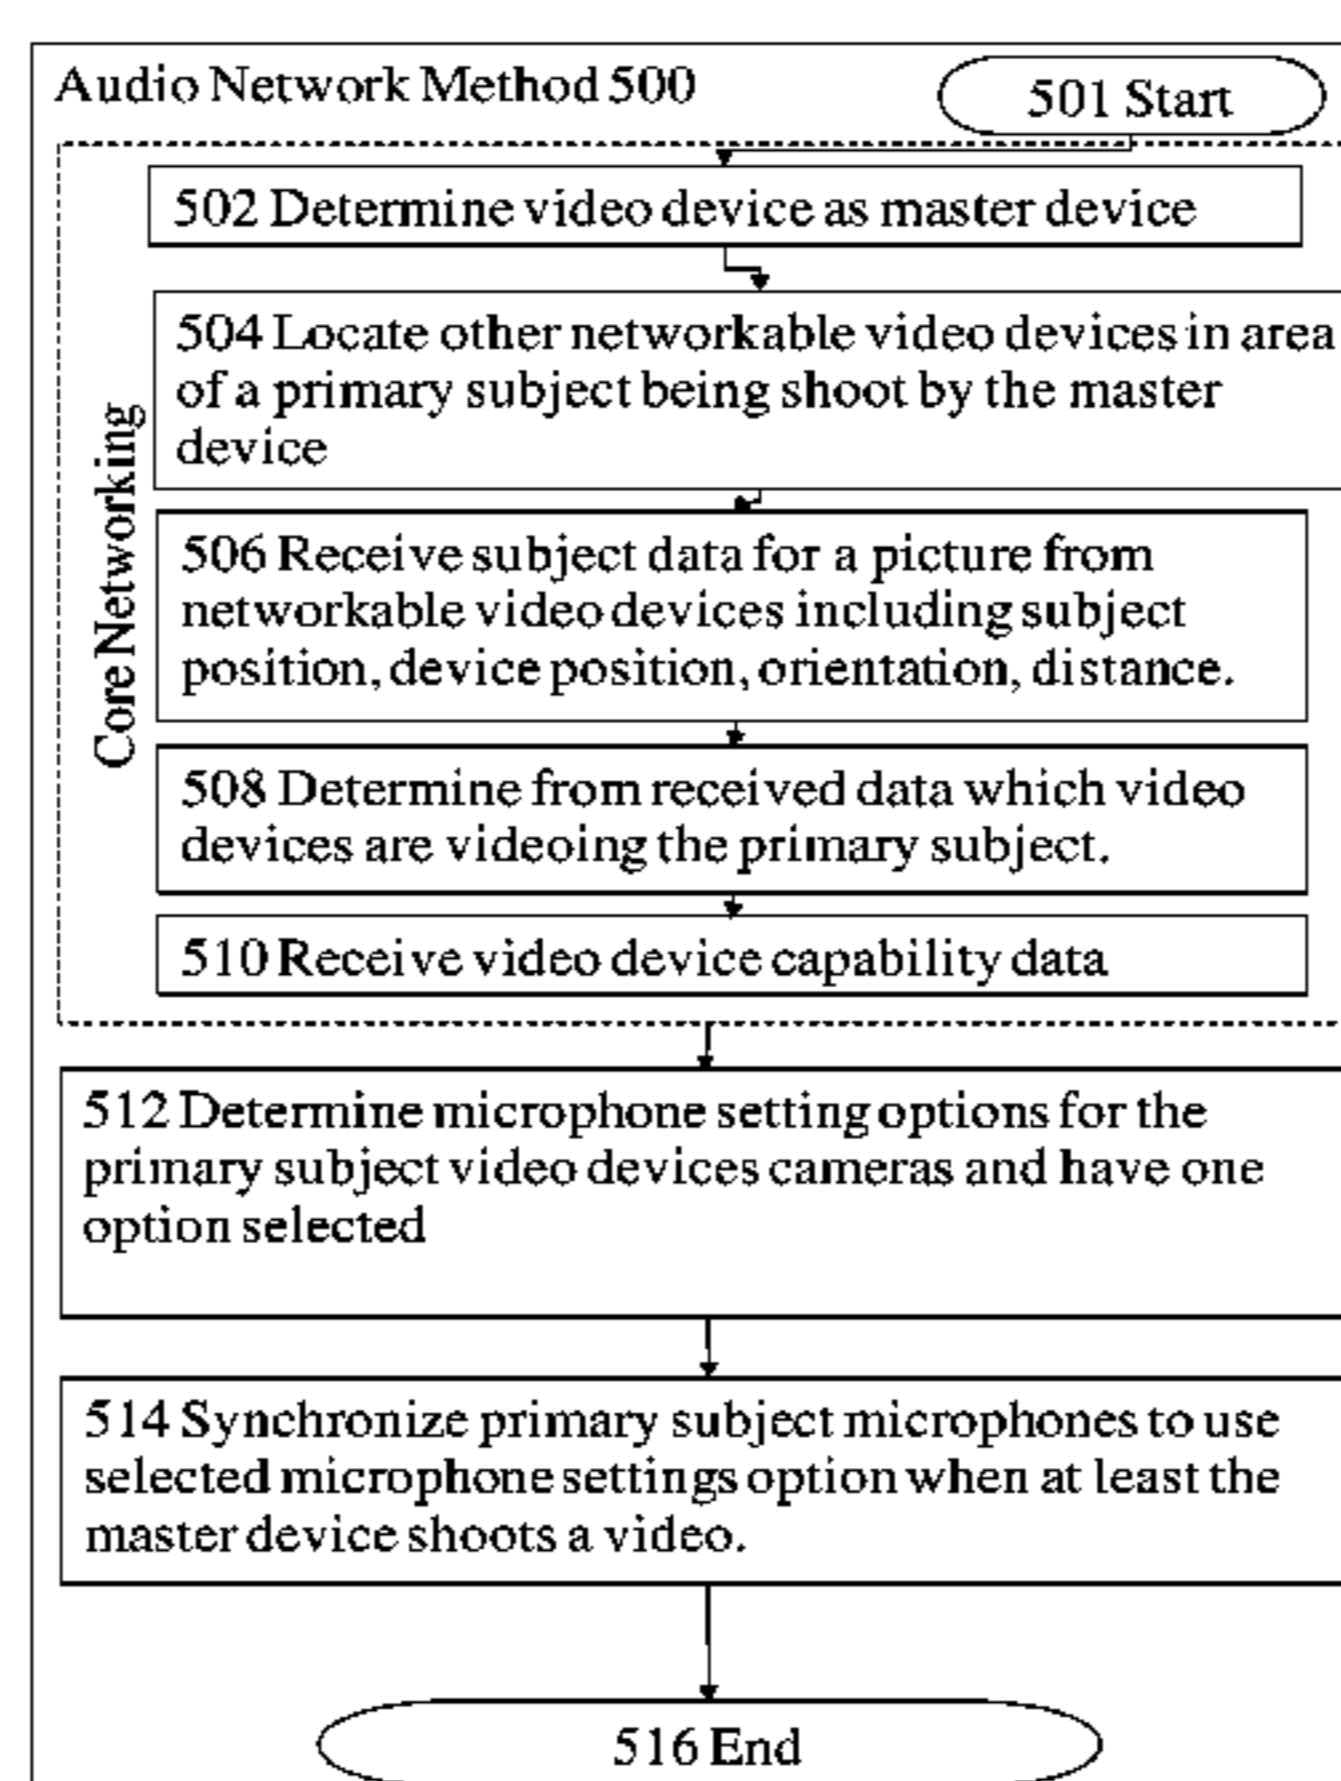 Audio Network Method 500
501 Start
502 Determine video device as master device
504 Locate other networkable video devices in area
of a primary subject being shoot by the master
device
Core Networking
506 Receive subject data for a picture from
networkable video devices including subject
position, device position, orientation, distance.
508 Determine from received data which video
devices are videoing the primary subject.
510 Receive video device capability data
512 Determine microphone setting options for the
primary subject video devices cameras and have one
option selected
514 Synchronize primary subject microphones to use
selected microphone settings option when at least the
master device shoots a video.
516 End